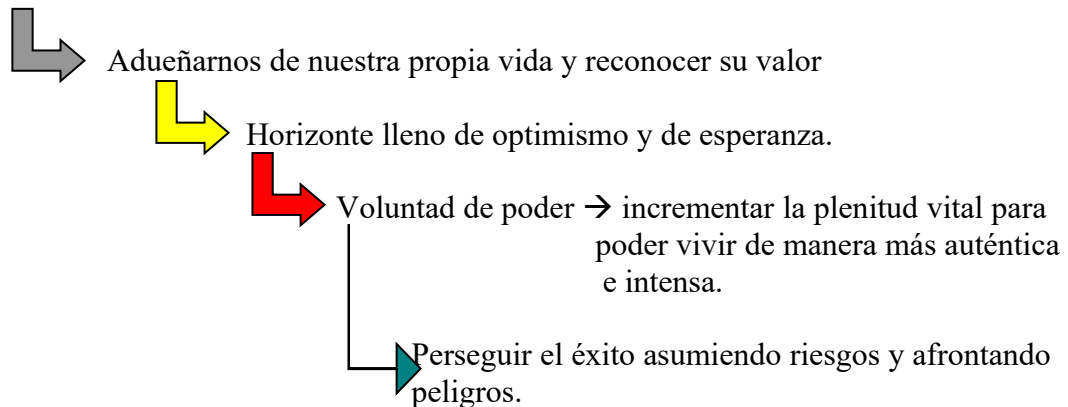 Adueñarnos de nuestra propia vida y reconocer su valor
Horizonte lleno de optimismo y de esperanza.
Voluntad de poder → incrementar la plenitud vital para
poder vivir de manera más auténtica
e intensa.
Perseguir el éxito asumiendo riesgos y afrontando
peligros.